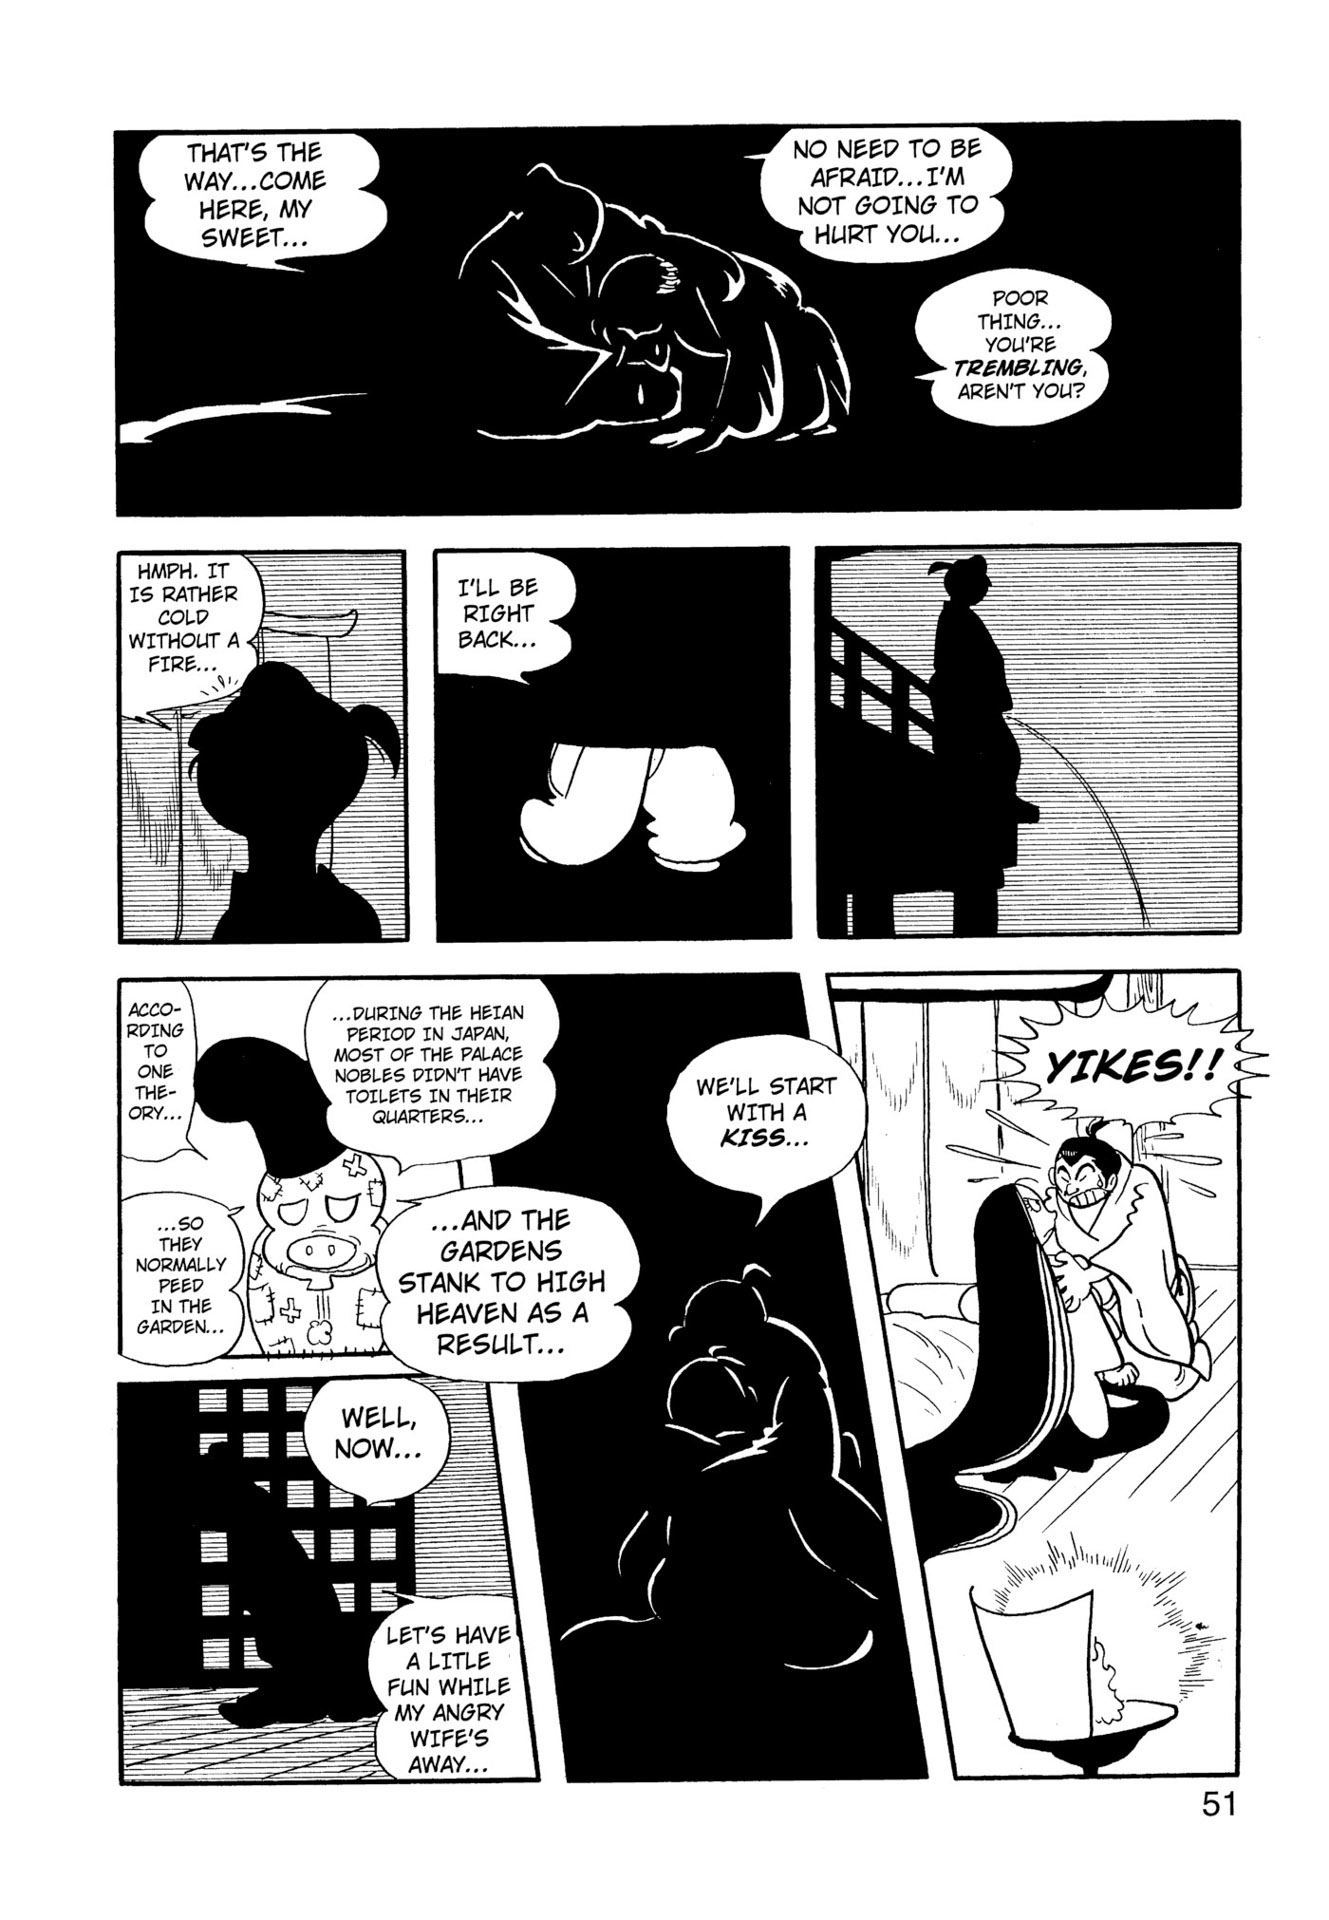 THAT'S THE
WAY...COME
HERE, MY
SWEET...
NO NEED TO BE
AFRAID...I'M
NOT GOING TO
HURT YOU...
POOR
THING...
YOU'RE
TREMBLING,
AREN'T YOU?
HMPH. IT
IS RATHER
COLD
WITHOUT A
FIRE...
I'LL BE
RIGHT
BACK...
ACCO-
RDING
TO
ONE
THE-
ORY...
...DURING THE HEIAN
PERIOD IN JAPAN,
MOST OF THE PALACE
NOBLES DIDN'T HAVE
TOILETS IN THEIR
QUARTERS...
...SO
THEY
NORMALLY
PEED
IN THE
GARDEN...
...AND THE
GARDENS
STANK TO HIGH
HEAVEN AS A
RESULT...
WELL,
NOW...
LET'S HAVE
A LITLE
FUN WHILE
MY ANGRY
WIFE'S
AWAY...
WE'LL START
WITH A
KISS...
YIKES!!
51